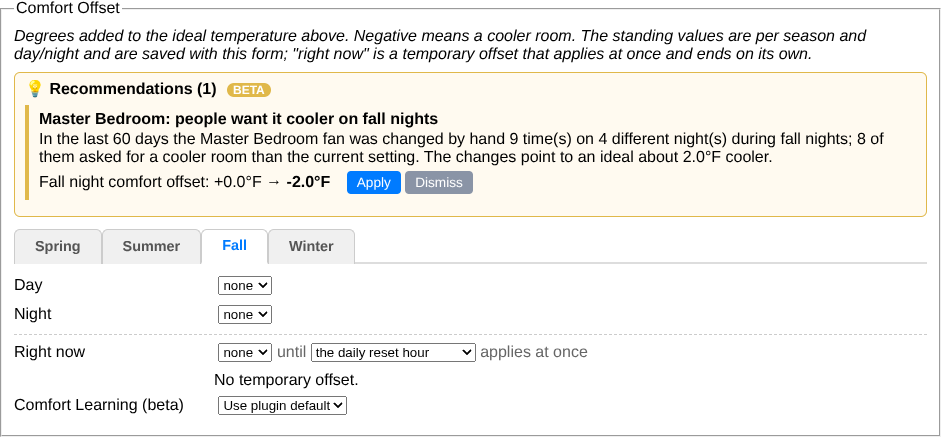 Comfort Offset
Degrees added to the ideal temperature above. Negative means a cooler room. The standing values are per season and
day/night and are saved with this form; "right now" is a temporary offset that applies at once and ends on its own.
💡 Recommendations (1) BETA
Master Bedroom: people want it cooler on fall nights
In the last 60 days the Master Bedroom fan was changed by hand 9 time(s) on 4 different night(s) during fall nights; 8 of
them asked for a cooler room than the current setting. The changes point to an ideal about 2.0°F cooler.
Fall night comfort offset: +0.0°F → -2.0°F Apply Dismiss
Spring Summer Fall Winter
Day none
Night none
Right now none until the daily reset hour applies at once
No temporary offset.
Comfort Learning (beta) Use plugin default